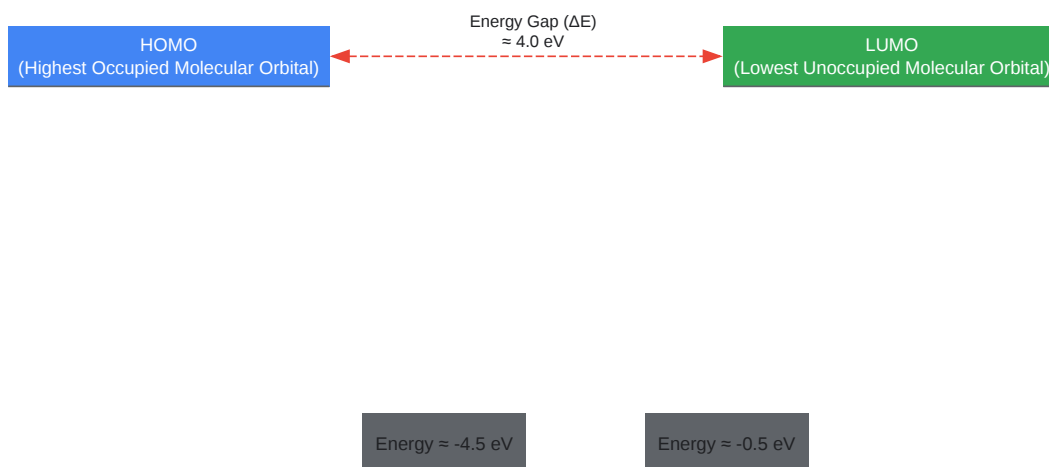 Energy Gap (ΔE)
≈ 4.0 eV
HOMO
(Highest Occupied Molecular Orbital)
LUMO
(Lowest Unoccupied Molecular Orbital)
Energy ≈ -4.5 eV
Energy ≈ -0.5 eV